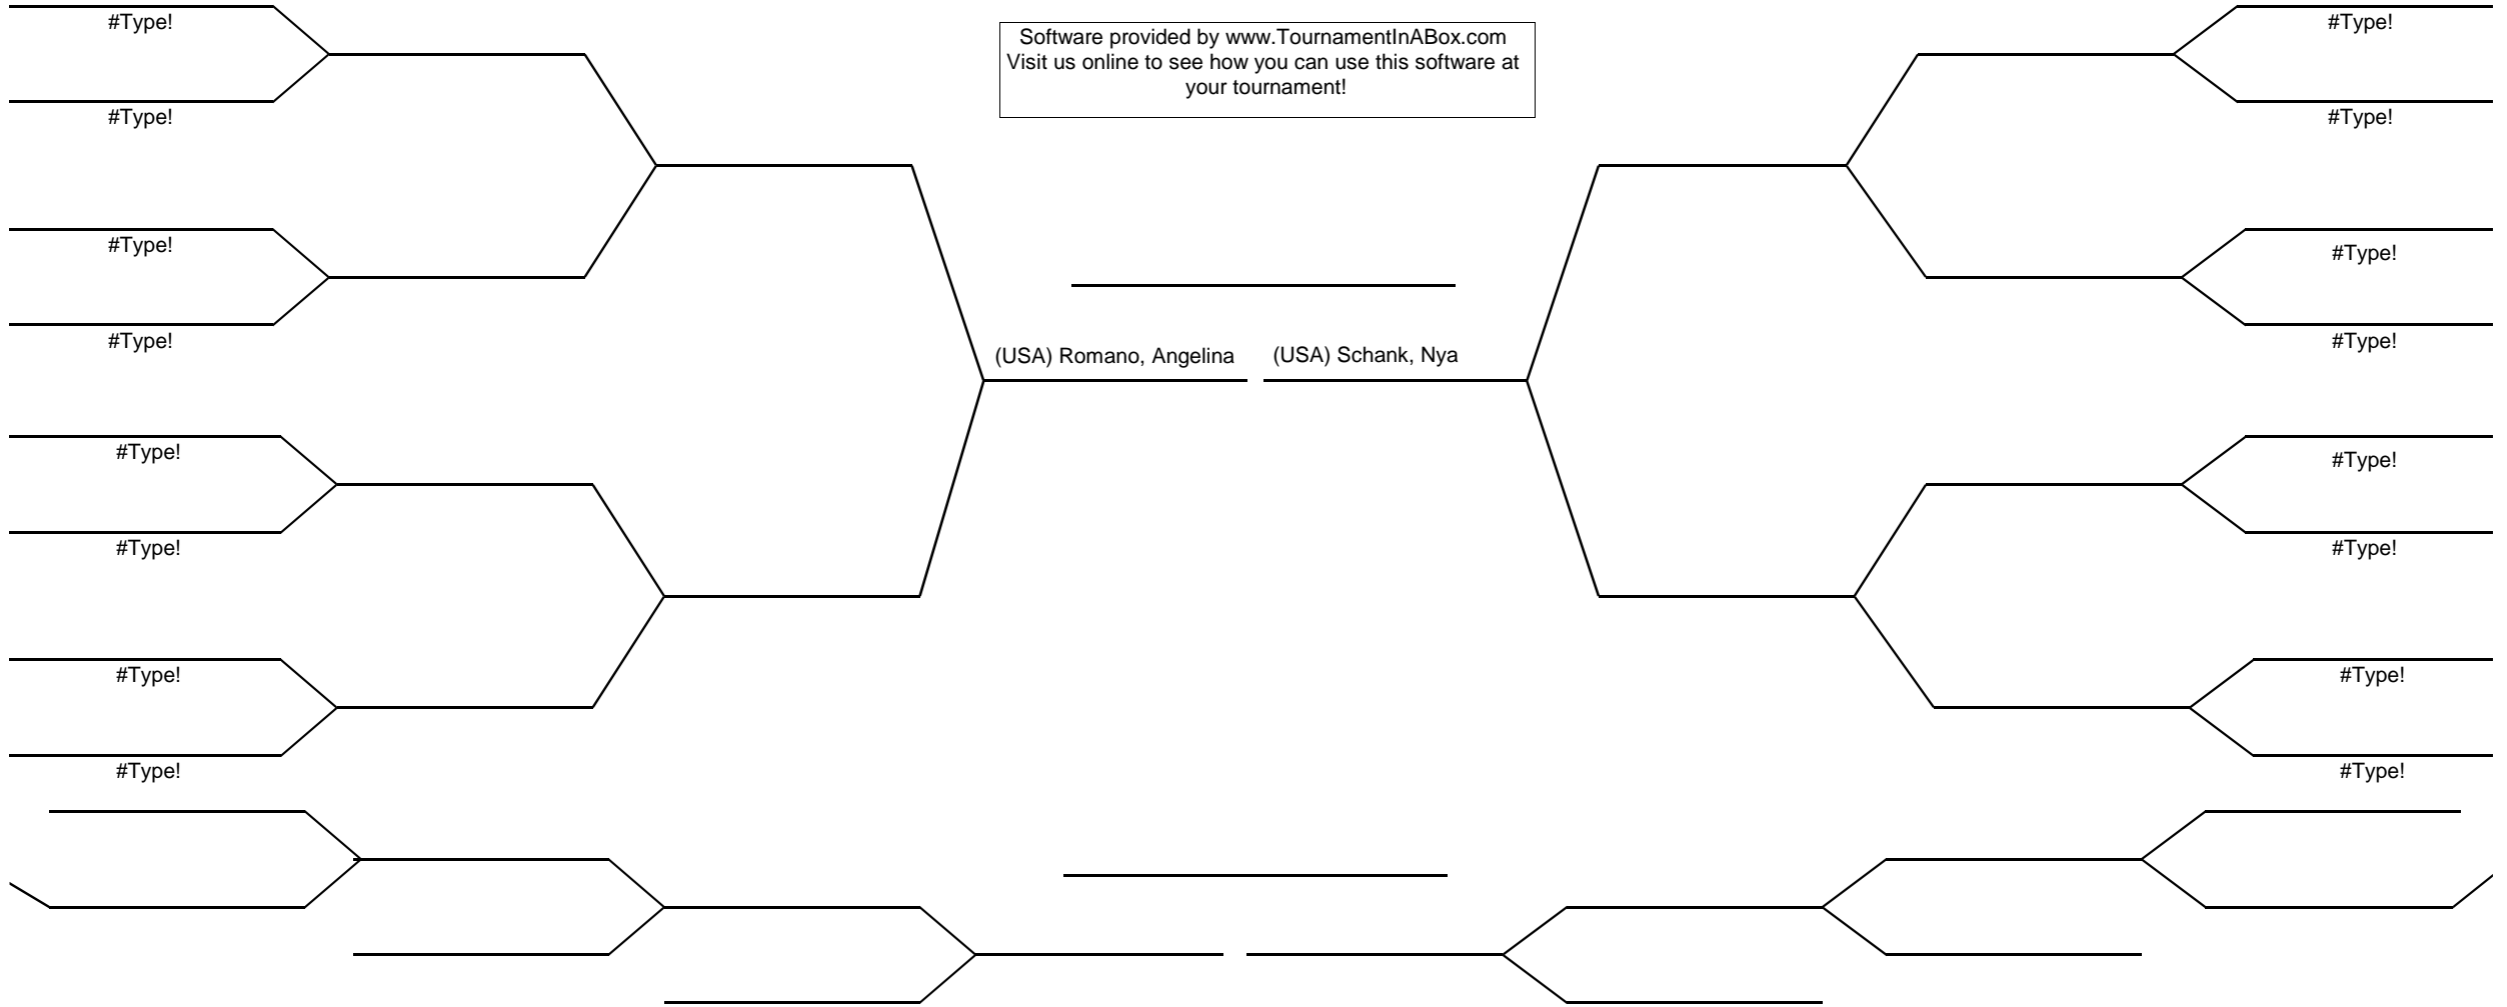 #Type!
#Type!
Software provided by www.TournamentInABox.com
Visit us online to see how you can use this software at
your tournament!
#Type!
#Type!
#Type!
#Type!
#Type!
#Type!
(USA) Romano, Angelina
(USA) Schank, Nya
#Type!
#Type!
#Type!
#Type!
#Type!
#Type!
#Type!
#Type!